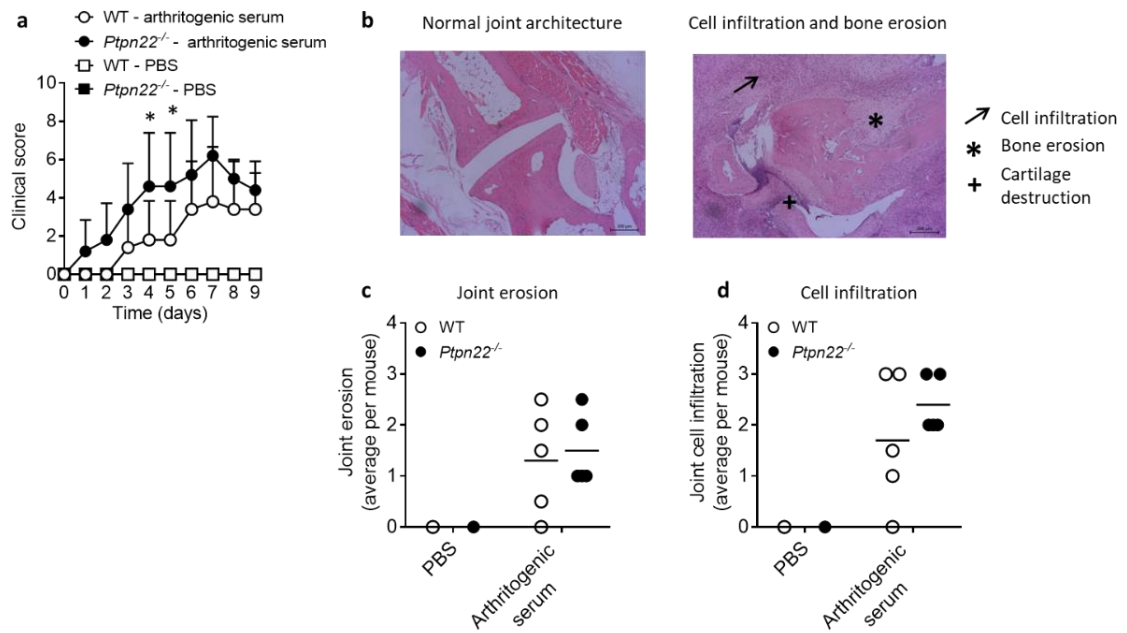 a
WT - arthritogenic serum
Ptpn22-/- - arthritogenic serum
WT - PBS
Ptpn22-/- - PBS
10
8
6
4
2
0
* *
Clinical score
0 1 2 3 4 5 6 7 8 9
Time (days)
b
Normal joint architecture
Cell infiltration and bone erosion
*
+
Cell infiltration
* Bone erosion
+ Cartilage
destruction
c
Joint erosion
WT
Ptpn22-/-
4
3
2
1
0
Joint erosion
(average per mouse)
PBS
Arthritogenic
serum
d
Cell infiltration
WT
Ptpn22-/-
4
3
2
1
0
Joint cell infiltration
(average per mouse)
PBS
Arthritogenic
serum